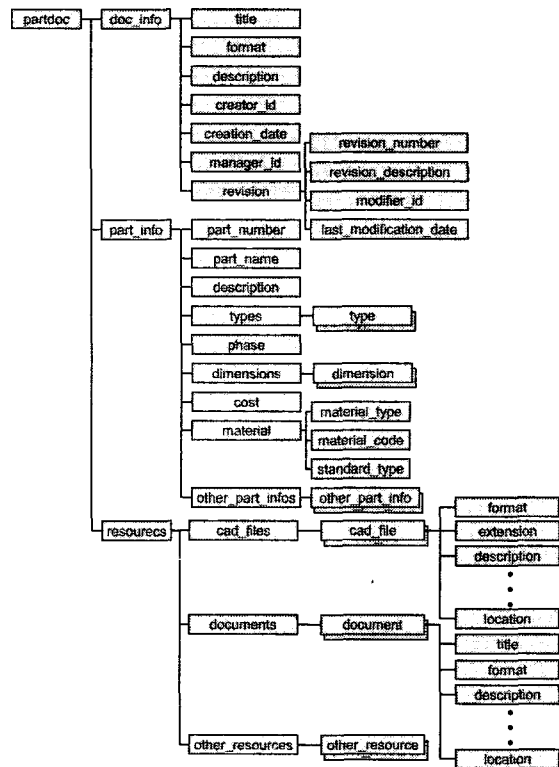 partdoc
doc_info
title
format
description
creator_id
creation_date
manager_id
revision
revision_number
revision_description
modifier_id
last_modification_date
part_info
part_number
part_name
description
types
type
phase
dimensions
dimension
cost
material
material_type
material_code
standard_type
other_part_infos
other_part_info
resourecs
cad_files
cad_file
format
extension
description
location
documents
document
title
format
description
location
other_resources
other_resource